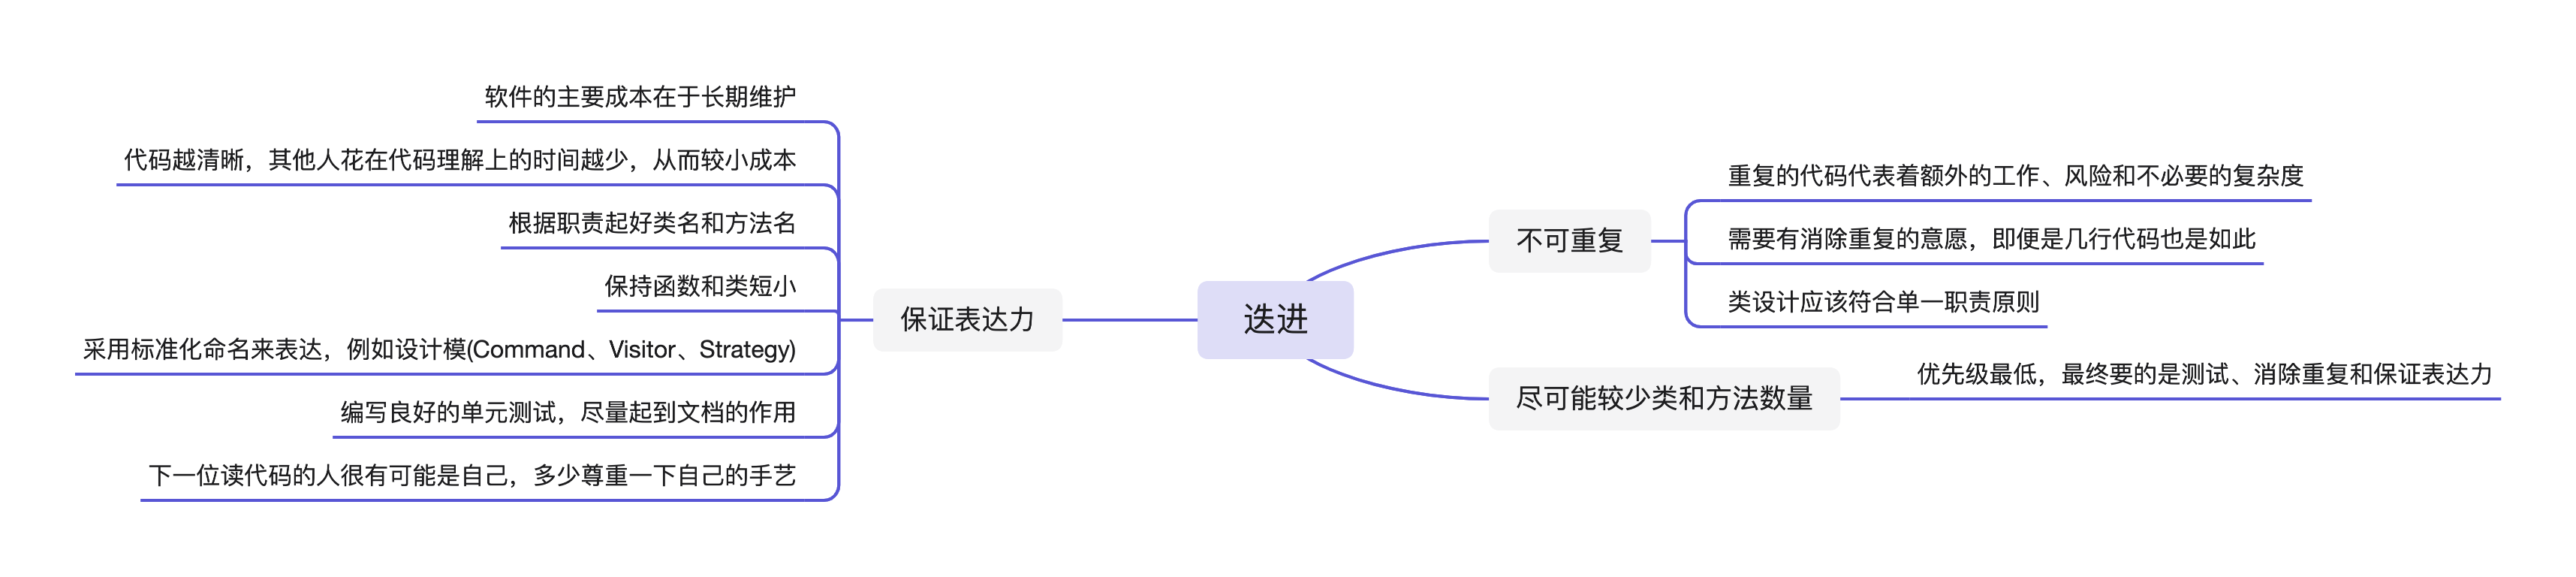 迭进
不可重复
重复的代码代表着额外的工作、风险和不必要的复杂度
需要有消除重复的意愿，即便是几行代码也是如此
类设计应该符合单一职责原则
尽可能较少类和方法数量
优先级最低，最终要的是测试、消除重复和保证表达力
保证表达力
软件的主要成本在于长期维护
代码越清晰，其他人花在代码理解上的时间越少，从而较小成本
根据职责起好类名和方法名
保持函数和类短小
采用标准化命名来表达，例如设计模(Command、Visitor、Strategy)
编写良好的单元测试，尽量起到文档的作用
下一位读代码的人很有可能是自己，多少尊重一下自己的手艺